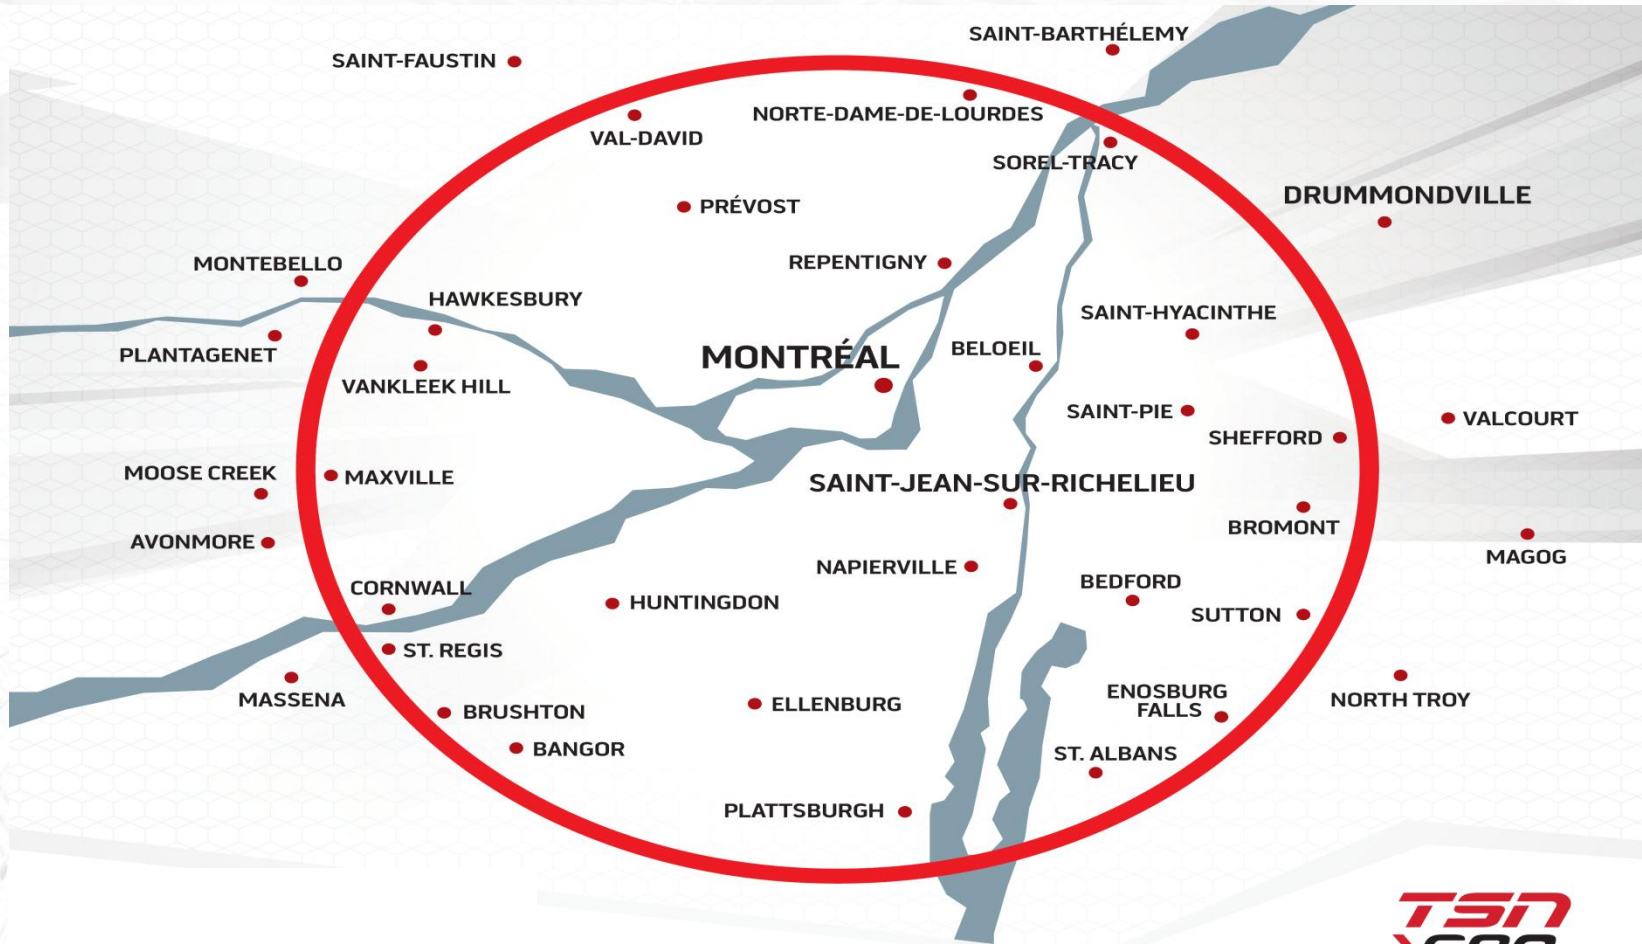 SAINT-BARTHÉLEMY
SAINT-FAUSTIN
NORTE-DAME-DE-LOURDES
VAL-DAVID
SOREL-TRACY
DRUMMONDVILLE
PRÉVOST
REPENTIGNY
MONTEBELLO
HAWKESBURY
SAINT-HYACINTHE
BELOEIL
PLANTAGENET
MONTRÉAL
VANKLEEK HILL
SAINT-PIE
VALCOURT
SHEFFORD
MOOSE CREEK
MAXVILLE
SAINT-JEAN-SUR-RICHELIEU
BROMONT
AVONMORE
MAGOG
NAPIERVILLE
BEDFORD
CORNWALL
HUNTINGDON
SUTTON
ST. REGIS
MASSENA
ENOSBURG
FALLS
NORTH TROY
BRUSHTON
ELLENBURG
BANGOR
ST. ALBANS
PLATTSBURGH
TSN